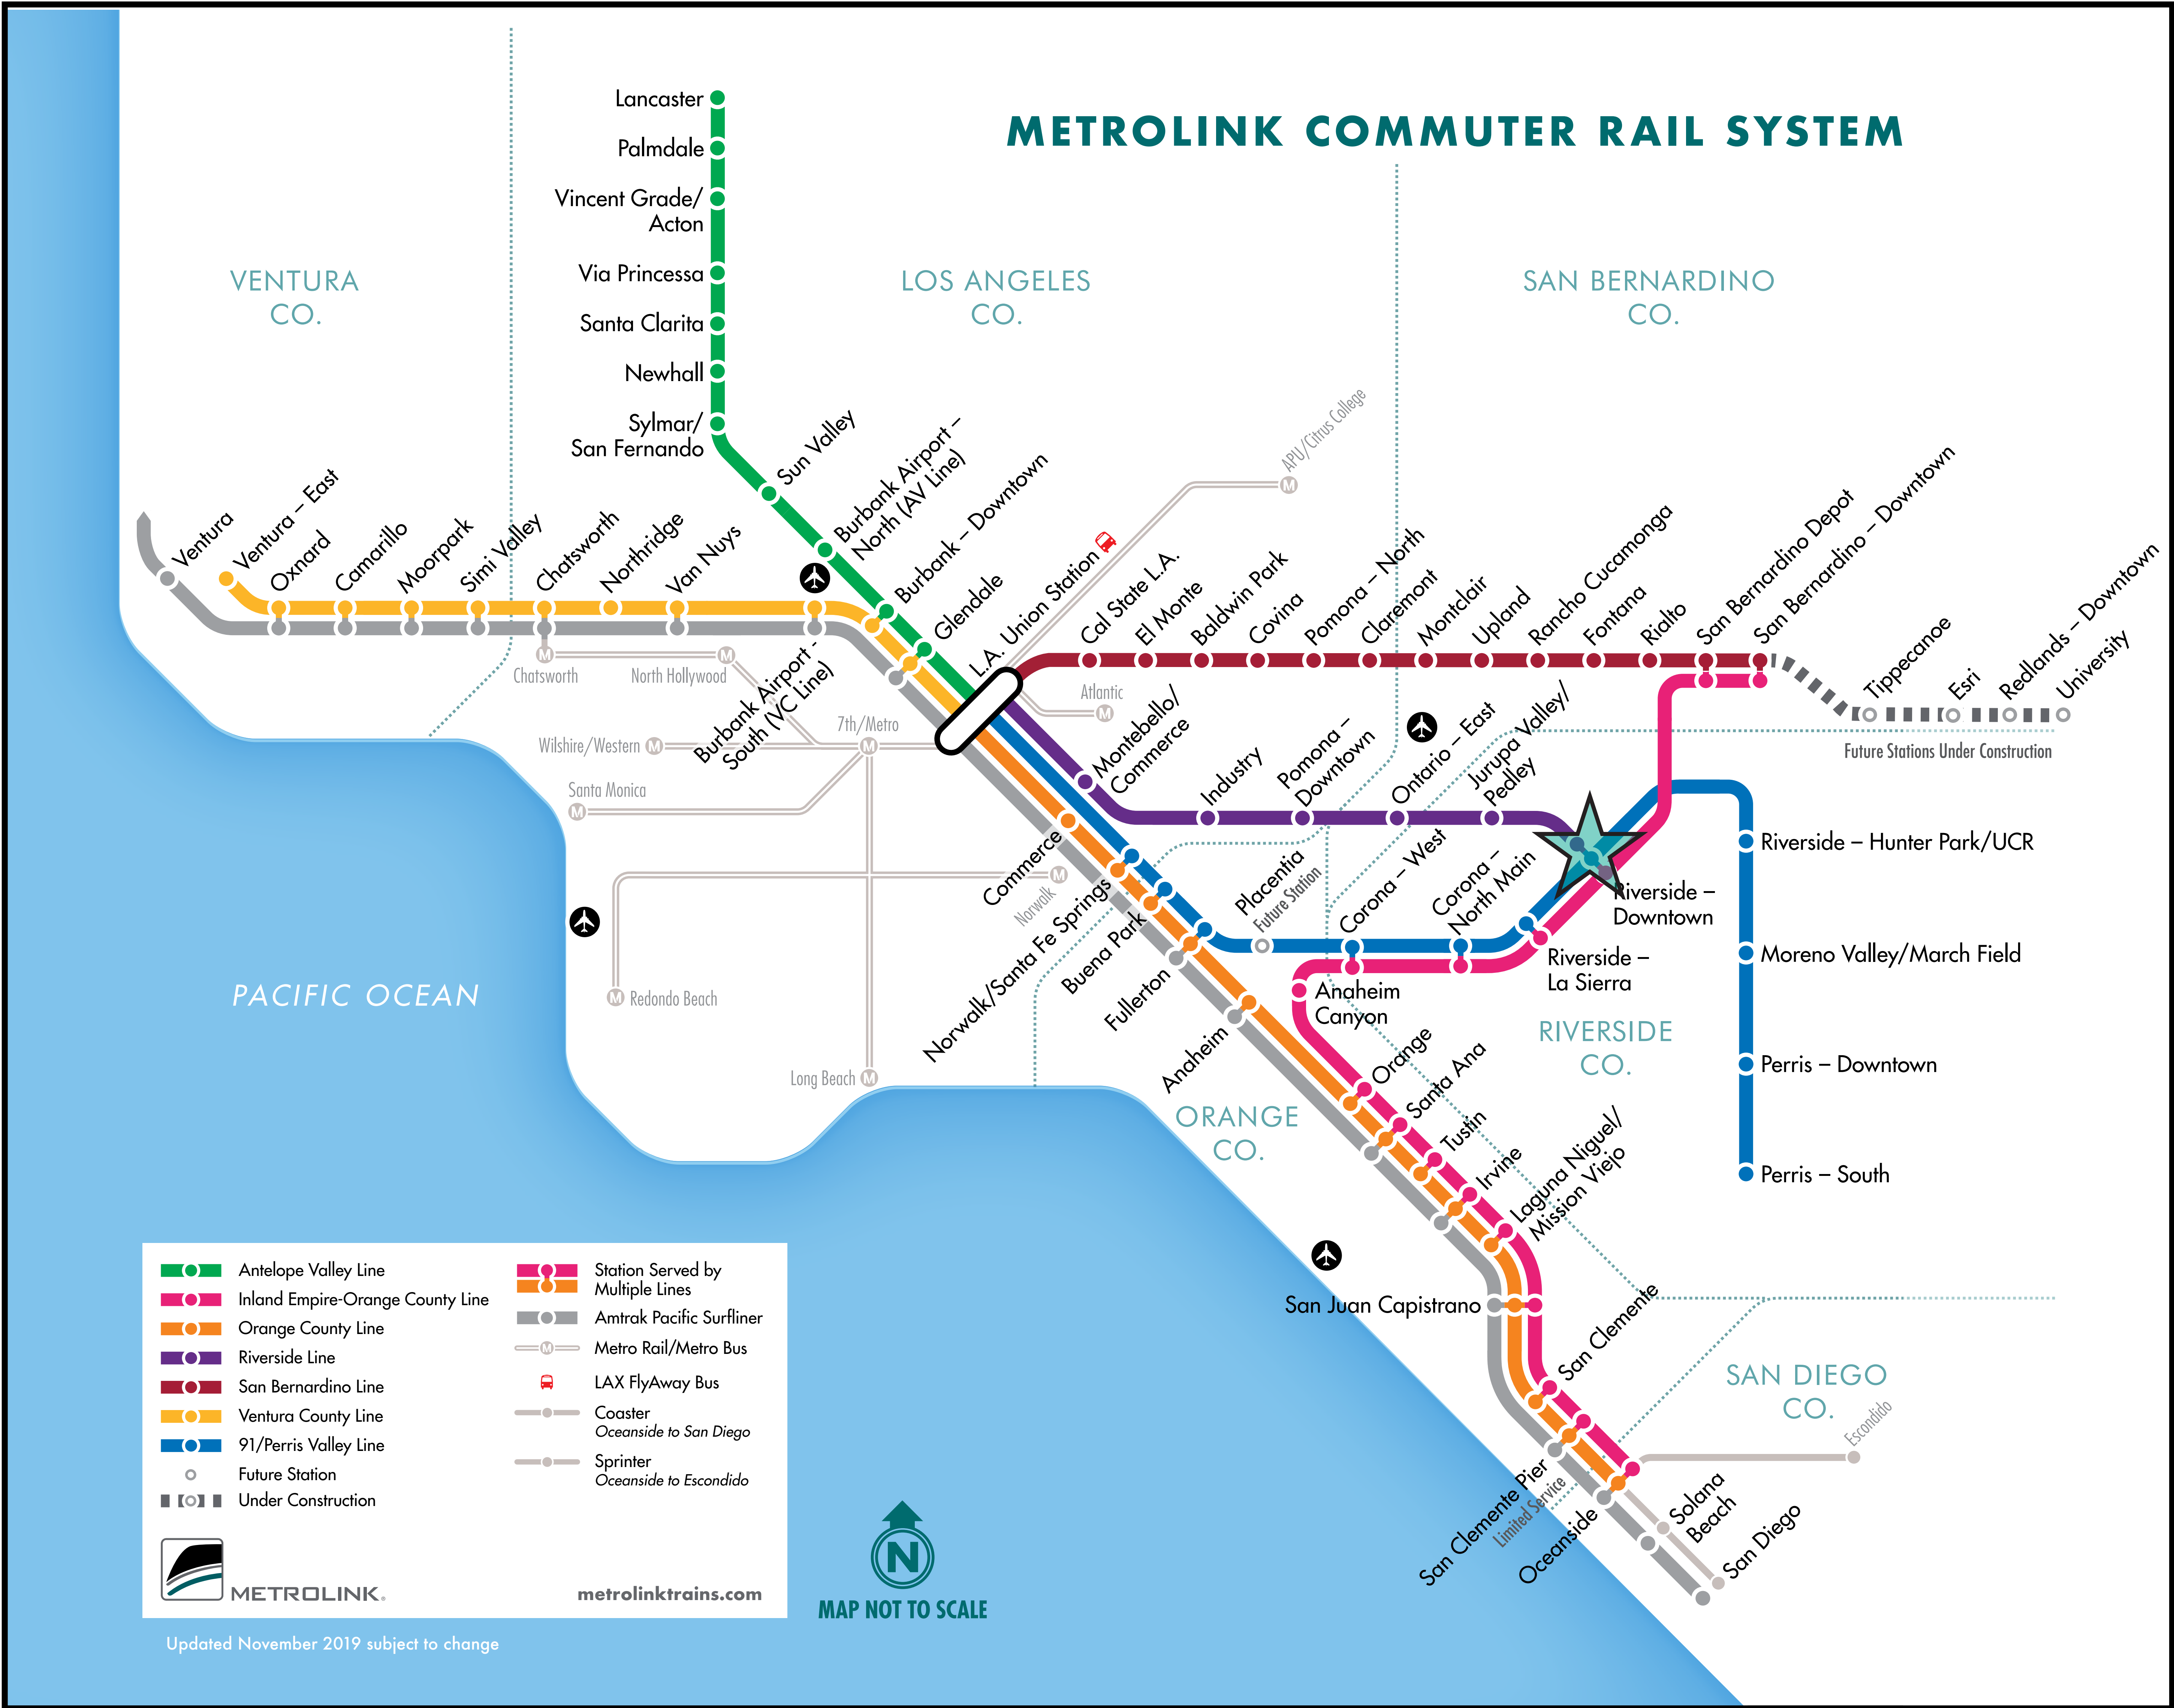 METROLINK COMMUTER RAIL SYSTEM
VENTURA
CO.
LOS ANGELES
CO.
SAN BERNARDINO
CO.
Lancaster
Palmdale
Vincent Grade/
Acton
Via Princessa
Santa Clarita
Newhall
Sylmar/
San Fernando
Sun Valley
Burbank Airport –
North (AV Line)
Burbank – Downtown
Glendale
L.A. Union Station
APU/Citrus College
M
Ventura
Ventura – East
Oxnard
Camarillo
Moorpark
Simi Valley
Chatsworth
Northridge
Van Nuys
Burbank Airport -
South (VC Line)
M
Chatsworth
M
North Hollywood
Wilshire/Western M
7th/Metro
M
Santa Monica
M
Atlantic
M
Cal State L.A.
El Monte
Baldwin Park
Covina
Pomona – North
Claremont
Montclair
Upland
Rancho Cucamonga
Fontana
Rialto
San Bernardino Depot
San Bernardino – Downtown
Tippecanoe
Esri
Redlands – Downtown
University
Future Stations Under Construction
Montebello/
Commerce
Industry
Pomona –
Downtown
Ontario – East
Jurupa Valley/
Pedley
Riverside –
Downtown
Riverside – Hunter Park/UCR
Moreno Valley/March Field
Perris – Downtown
Perris – South
Commerce
M
Norwalk
Norwalk/Santa Fe Springs
Buena Park
Fullerton
Placentia
Future Station
Corona – West
Corona –
North Main
Riverside –
La Sierra
Anaheim
Canyon
RIVERSIDE
CO.
M Redondo Beach
Long Beach M
PACIFIC OCEAN
Anaheim
ORANGE
CO.
Orange
Santa Ana
Tustin
Irvine
Laguna Niguel/
Mission Viejo
San Juan Capistrano
San Clemente
SAN DIEGO
CO.
Escondido
San Clemente Pier
Limited Service
Oceanside
Solana
Beach
San Diego
Antelope Valley Line
Inland Empire-Orange County Line
Orange County Line
Riverside Line
San Bernardino Line
Ventura County Line
91/Perris Valley Line
Future Station
Under Construction
Station Served by
Multiple Lines
Amtrak Pacific Surfliner
M Metro Rail/Metro Bus
LAX FlyAway Bus
Coaster
Oceanside to San Diego
Sprinter
Oceanside to Escondido
METROLINK®
metrolinktrains.com
N
MAP NOT TO SCALE
Updated November 2019 subject to change